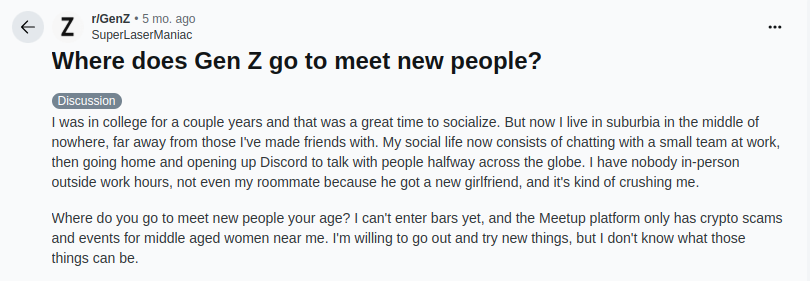 r/GenZ • 5 mo. ago
SuperLaserManiac
Where does Gen Z go to meet new people?
Discussion
I was in college for a couple years and that was a great time to socialize. But now I live in suburbia in the middle of
nowhere, far away from those I've made friends with. My social life now consists of chatting with a small team at work,
then going home and opening up Discord to talk with people halfway across the globe. I have nobody in-person
outside work hours, not even my roommate because he got a new girlfriend, and it's kind of crushing me.
Where do you go to meet new people your age? I can't enter bars yet, and the Meetup platform only has crypto scams
and events for middle aged women near me. I'm willing to go out and try new things, but I don't know what those
things can be.